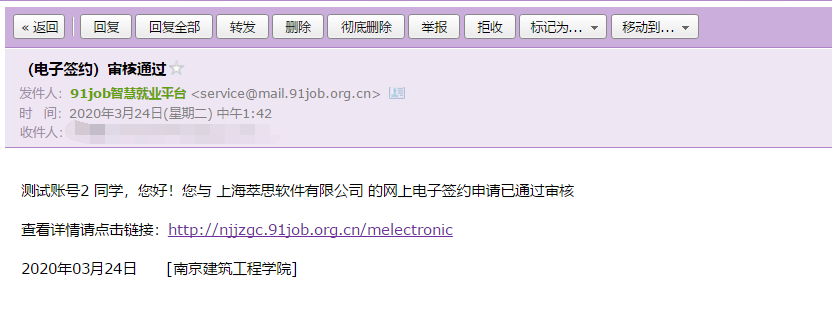 « 返回 回复 回复全部 转发 删除 彻底删除 举报 拒收 标记为... 移动到...
（电子签约）审核通过
发件人：91job智慧就业平台 <service@mail.91job.org.cn>
时 间：2020年3月24日(星期二) 中午1:42
收件人：
测试账号2 同学，您好！您与 上海萃思软件有限公司 的网上电子签约申请已通过审核
查看详情请点击链接：http://njjzgc.91job.org.cn/melectronic
2020年03月24日 [南京建筑工程学院]